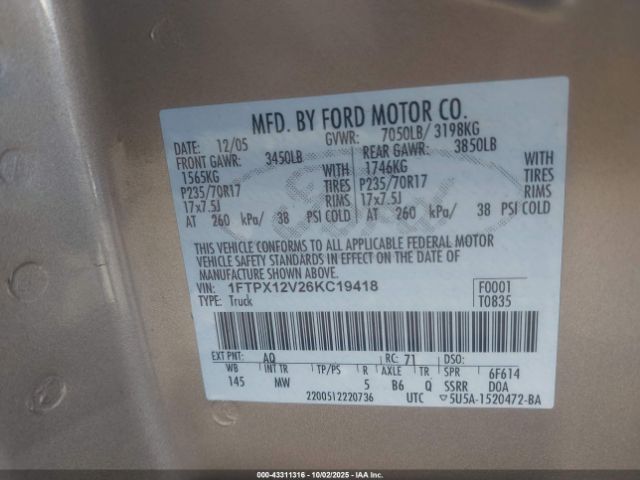 MFD. BY FORD MOTOR CO.
DATE: 12/05 GVWR: 7050LB/ 3198KG
FRONT GAWR: 3450LB REAR GAWR: 3850LB
1565KG WITH 1746KG WITH
P235/70R17 TIRES P235/70R17 TIRES
17x7.5J RIMS 17x7.5J RIMS
AT 260 kPa/ 38 PSI COLD AT 260 kPa/ 38 PSI COLD
THIS VEHICLE CONFORMS TO ALL APPLICABLE FEDERAL MOTOR
VEHICLE SAFETY STANDARDS IN EFFECT ON THE DATE OF
MANUFACTURE SHOWN ABOVE.
VIN: 1FTPX12V26KC19418 F0001
TYPE: Truck T0835
EXT PNT: AQ RC: 71 DSO:
WB INT TR TP/PS R AXLE TR SPR 6F614
145 MW 5 B6 Q SSRR DOA
2200512220736 UTC 5U5A-1520472-BA
000-43311316 - 10/02/2025 - IAA Inc.